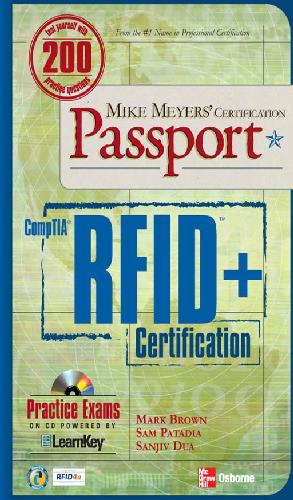 From the #1 Name in Professional Certification
Test yourself with
200
practice questions
MIKE MEYERS' CERTIFICATION
Passport
CompTIA®
RFID+™
Certification
Practice Exams
ON CD POWERED BY
LearnKey®
MARK BROWN
SAM PATADIA
SANJIV DUA
RFID4u
Mc
Graw
Hill
Osborne